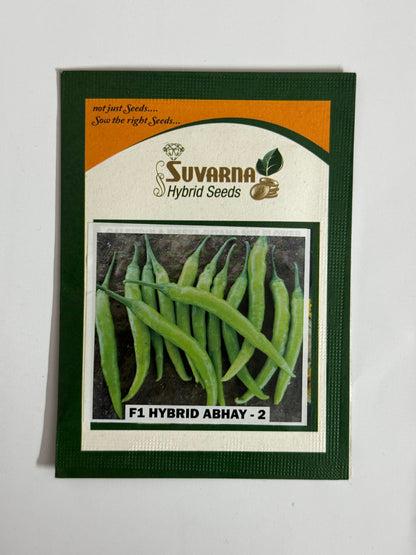 not just Seeds....
Sow the right Seeds...
SUVARNA
Hybrid Seeds
F1 HYBRID ABHAY - 2